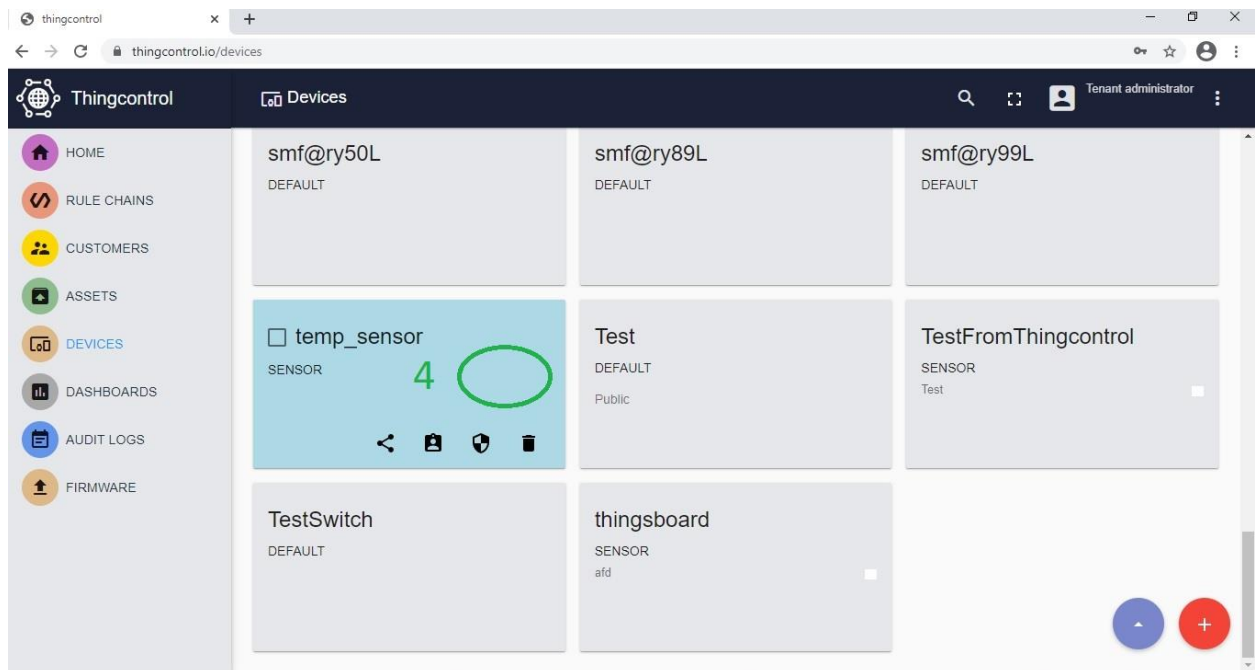 thingcontrol
thingcontrol.io/devices
Thingcontrol
Devices
Tenant administrator
HOME
RULE CHAINS
CUSTOMERS
ASSETS
DEVICES
DASHBOARDS
AUDIT LOGS
FIRMWARE
smf@ry50L
DEFAULT
smf@ry89L
DEFAULT
smf@ry99L
DEFAULT
temp_sensor
SENSOR
4
Test
DEFAULT
Public
TestFromThingcontrol
SENSOR
Test
TestSwitch
DEFAULT
thingsboard
SENSOR
afd